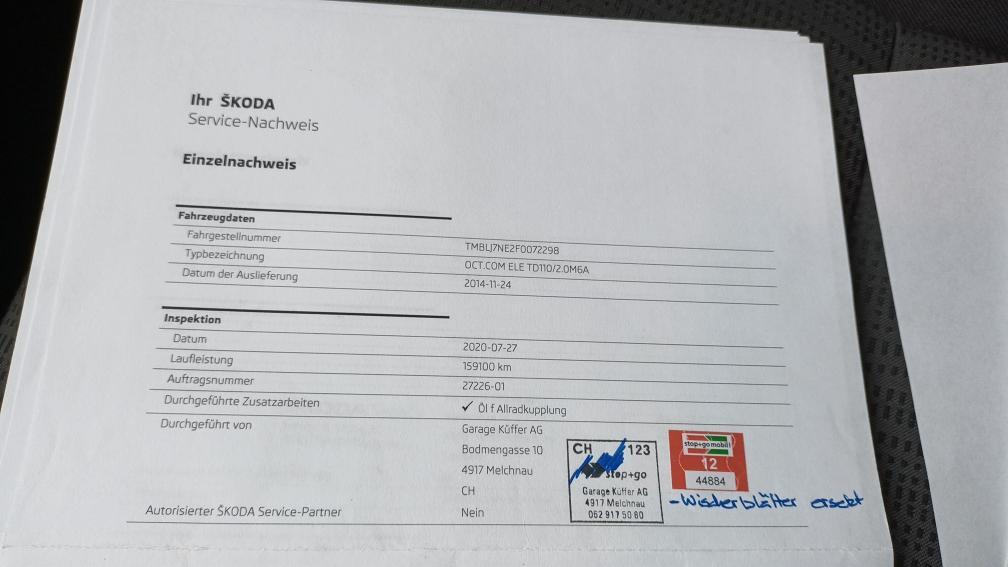 Ihr ŠKODA
Service-Nachweis
Einzelnachweis
Fahrzeugdaten
Fahrgestellnummer TMBLJ7NE2F0072298
Typbezeichnung OCT.COM ELE TD110/2.0M6A
Datum der Auslieferung 2014-11-24
Inspektion
Datum 2020-07-27
Laufleistung 159100 km
Auftragsnummer 27226-01
Durchgeführte Zusatzarbeiten ✓ Öl f Allradkupplung
Durchgeführt von Garage Küffer AG
Bodmengasse 10
4917 Melchnau
CH
Autorisierter ŠKODA Service-Partner Nein
CH 123
stop+go
Garage Küffer AG
4917 Melchnau
062 917 50 80
stop+go mobil
12
44884
-Wischerblätter ersetzt